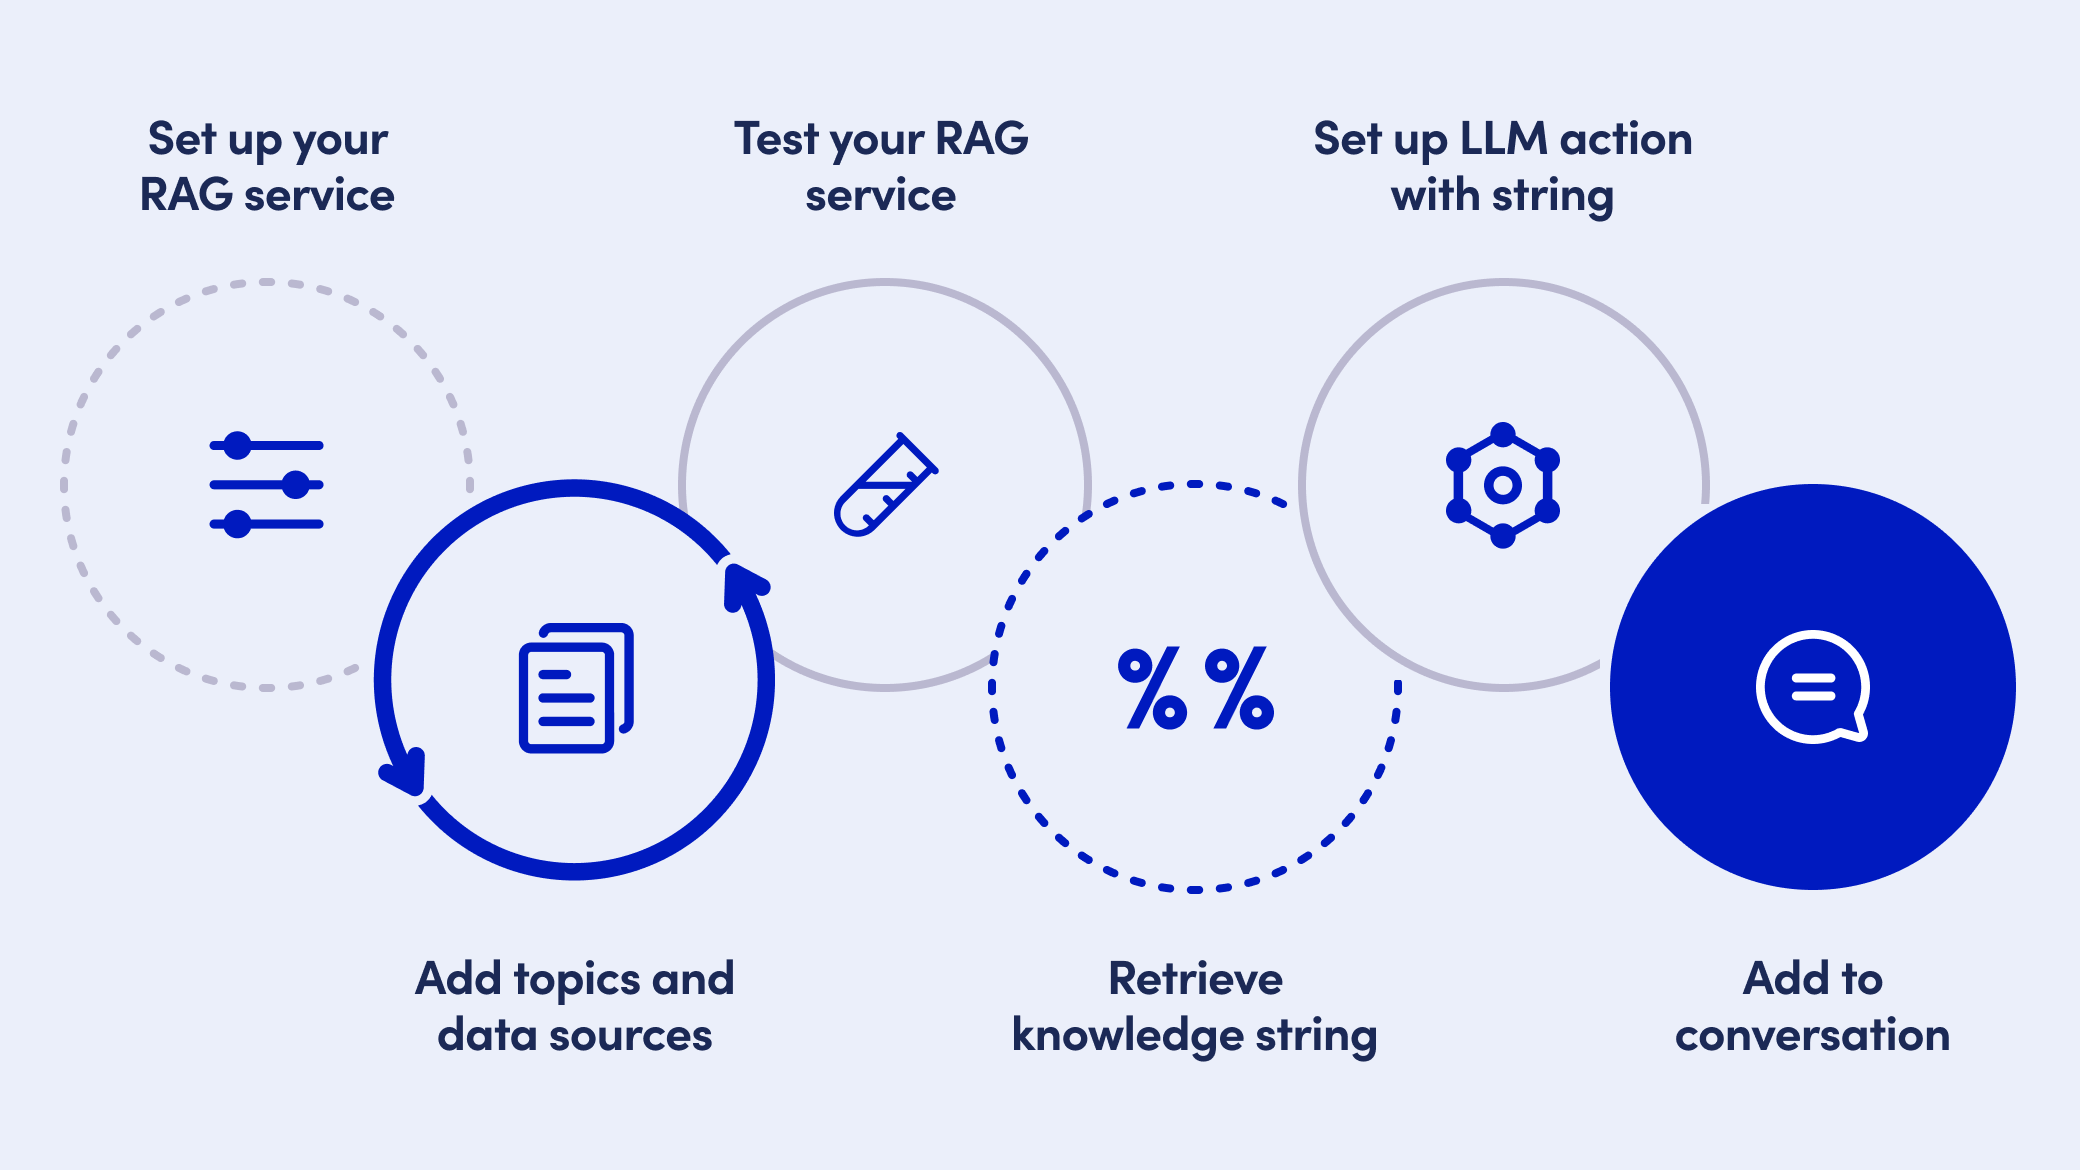 Set up your
RAG service
Add topics and
data sources
Test your RAG
service
%%
Retrieve
knowledge string
Set up LLM action
with string
Add to
conversation